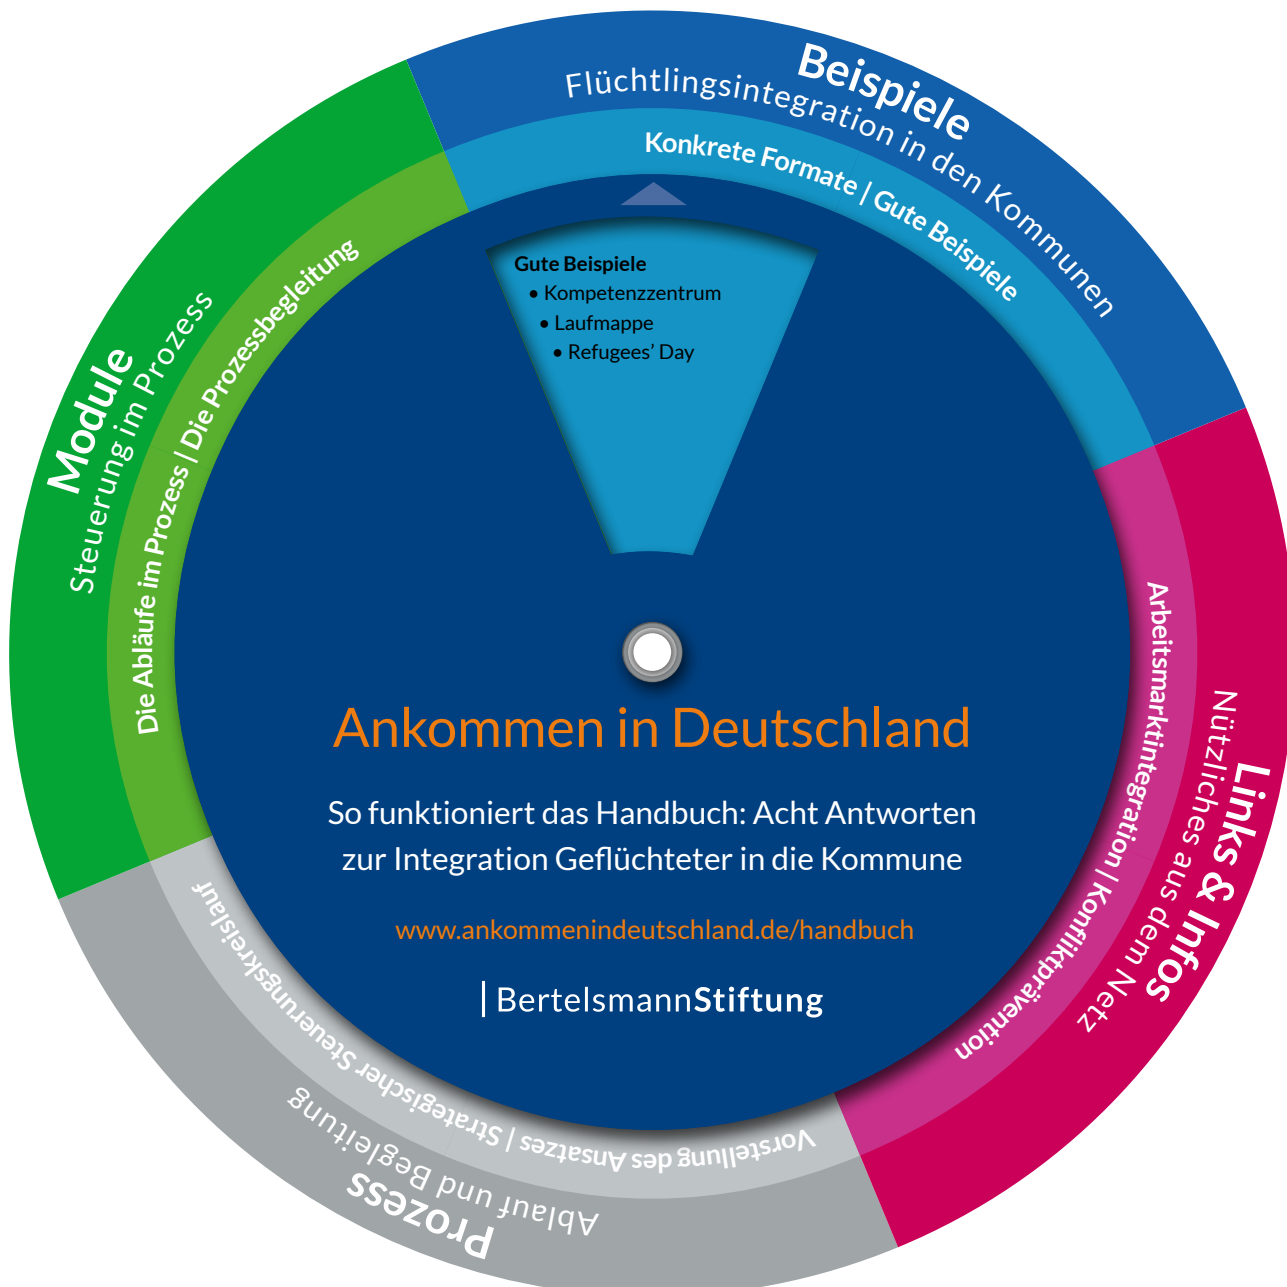 Beispiele
Flüchtlingsintegration in den Kommunen
Konkrete Formate | Gute Beispiele
Gute Beispiele
• Kompetenzzentrum
• Laufmappe
• Refugees’ Day
Module
Steuerung im Prozess
Die Abläufe im Prozess | Die Prozessbegleitung
Links & Infos
Nützliches aus dem Netz
Arbeitsmarktintegration | Konfliktprävention
Ankommen in Deutschland
So funktioniert das Handbuch: Acht Antworten
zur Integration Geflüchteter in die Kommune
www.ankommenindeutschland.de/handbuch
| BertelsmannStiftung
Vorstellung des Ansatzes | Strategischer Steuerungskreislauf
Ablauf und Begleitung
Prozess